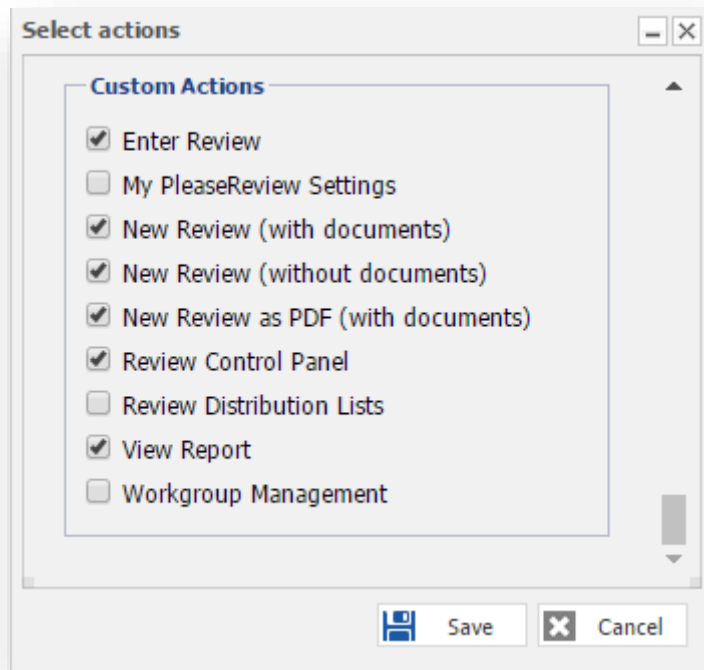 Select actions
Custom Actions
Enter Review
My PleaseReview Settings
New Review (with documents)
New Review (without documents)
New Review as PDF (with documents)
Review Control Panel
Review Distribution Lists
View Report
Workgroup Management
Save
Cancel